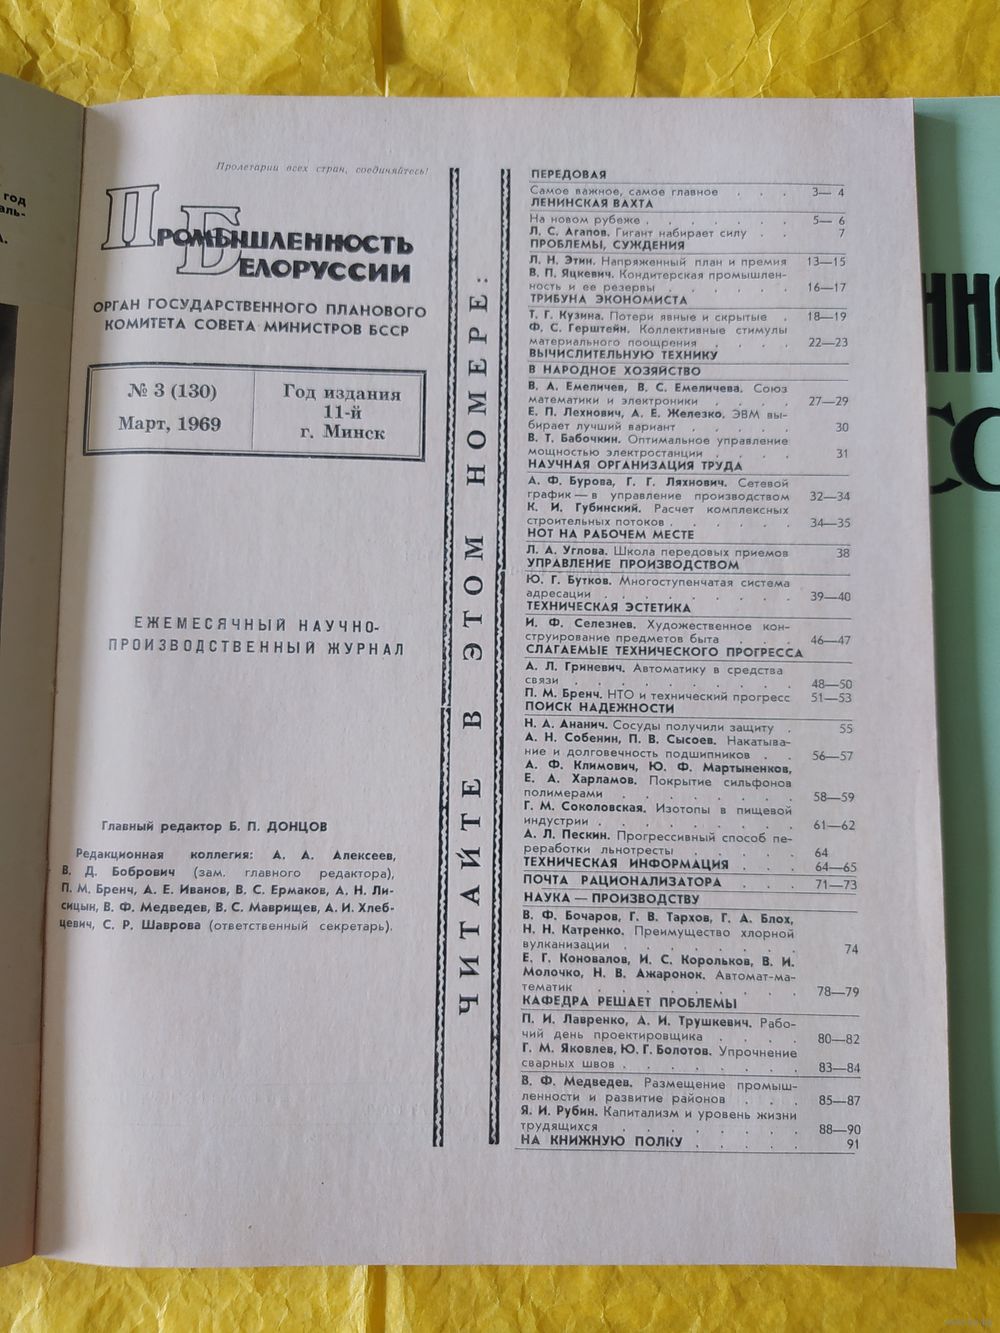 год
аль-
Пролетарии всех стран, соединяйтесь!
Промышленность
Белоруссии
ОРГАН ГОСУДАРСТВЕННОГО ПЛАНОВОГО
КОМИТЕТА СОВЕТА МИНИСТРОВ БССР
№ 3 (130)
Март, 1969
Год издания
11-й
г. Минск
ЕЖЕМЕСЯЧНЫЙ НАУЧНО-
ПРОИЗВОДСТВЕННЫЙ ЖУРНАЛ
Главный редактор Б. П. ДОНЦОВ
Редакционная коллегия: А. А. Алексеев,
В. Д. Бобрович (зам. главного редактора),
П. М. Бренч, А. Е. Иванов, В. С. Ермаков, А. Н. Ли-
сицын, В. Ф. Медведев, В. С. Маврищев, А. И. Хлеб-
цевич, С. Р. Шаврова (ответственный секретарь).
ЧИТАЙТЕ В ЭТОМ НОМЕРЕ:
ПЕРЕДОВАЯ
Самое важное, самое главное . . . 3—4
ЛЕНИНСКАЯ ВАХТА
На новом рубеже . . . . . . 5—6
Л. С. Агапов. Гигант набирает силу . . 7
ПРОБЛЕМЫ, СУЖДЕНИЯ
Л. Н. Этин. Напряженный план и премия 13—15
В. П. Яцкевич. Кондитерская промышлен-
ность и ее резервы . . . . . . 16—17
ТРИБУНА ЭКОНОМИСТА
Т. Г. Кузина. Потери явные и скрытые . 18—19
Ф. С. Герштейн. Коллективные стимулы
материального поощрения . . . . 22—23
ВЫЧИСЛИТЕЛЬНУЮ ТЕХНИКУ
В НАРОДНОЕ ХОЗЯЙСТВО
В. А. Емеличев, В. С. Емеличева. Союз
математики и электроники . . . . 27—29
Е. П. Лехнович, А. Е. Железко. ЭВМ вы-
бирает лучший вариант . . . . . 30
В. Т. Бабочкин. Оптимальное управление
мощностью электростанции . . . . 31
НАУЧНАЯ ОРГАНИЗАЦИЯ ТРУДА
А. Ф. Бурова, Г. Г. Ляхнович. Сетевой
график — в управление производством 32—34
К. И. Губинский. Расчет комплексных
строительных потоков . . . . . . 34—35
НОТ НА РАБОЧЕМ МЕСТЕ
Л. А. Углова. Школа передовых приемов 38
УПРАВЛЕНИЕ ПРОИЗВОДСТВОМ
Ю. Г. Бутков. Многоступенчатая система
адресации . . . . . . . . 39—40
ТЕХНИЧЕСКАЯ ЭСТЕТИКА
И. Ф. Селезнев. Художественное кон-
струирование предметов быта . . . 46—47
СЛАГАЕМЫЕ ТЕХНИЧЕСКОГО ПРОГРЕССА
А. Л. Гриневич. Автоматику в средства
связи . . . . . . . . . . 48—50
П. М. Бренч. НТО и технический прогресс 51—53
ПОИСК НАДЕЖНОСТИ
Н. А. Ананич. Сосуды получили защиту . 55
А. Н. Собенин, П. В. Сысоев. Накатыва-
ние и долговечность подшипников . . 56—57
А. Ф. Климович, Ю. Ф. Мартыненков,
Е. А. Харламов. Покрытие сильфонов
полимерами . . . . . . . . 58—59
Г. М. Соколовская. Изотопы в пищевой
индустрии . . . . . . . . . 61—62
А. Л. Пескин. Прогрессивный способ пе-
реработки льнотресты . . . . . 64
ТЕХНИЧЕСКАЯ ИНФОРМАЦИЯ . . . . 64—65
ПОЧТА РАЦИОНАЛИЗАТОРА . . . . 71—73
НАУКА — ПРОИЗВОДСТВУ
В. Ф. Бочаров, Г. В. Тархов, Г. А. Блох,
Н. Н. Катренко. Преимущество хлорной
вулканизации . . . . . . . . 74
Е. Г. Коновалов, И. С. Корольков, В. И.
Молочко, Н. В. Ажаронок. Автомат-ма-
тематик . . . . . . . . . 78—79
КАФЕДРА РЕШАЕТ ПРОБЛЕМЫ
П. И. Лавренко, А. И. Трушкевич. Рабо-
чий день проектировщика . . . . 80—82
Г. М. Яковлев, Ю. Г. Болотов. Упрочнение
сварных швов . . . . . . . . 83—84
В. Ф. Медведев. Размещение промыш-
ленности и развитие районов . . . 85—87
Я. И. Рубин. Капитализм и уровень жизни
трудящихся . . . . . . . . 88—90
НА КНИЖНУЮ ПОЛКУ . . . . . 91